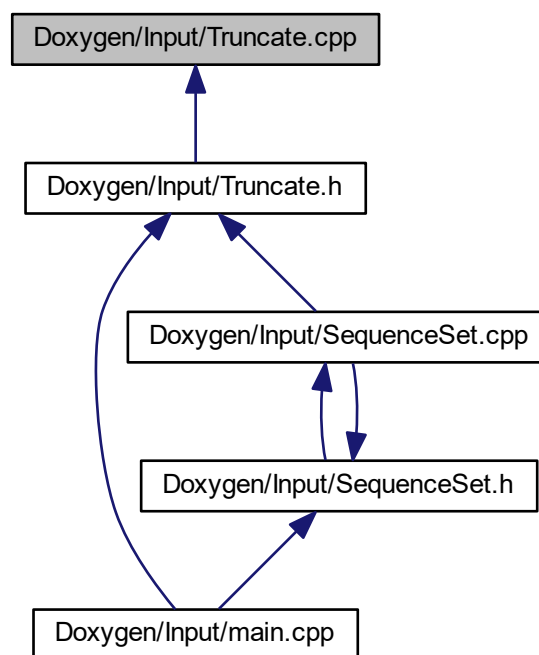 Doxygen/Input/Truncate.cpp
Doxygen/Input/Truncate.h
Doxygen/Input/SequenceSet.cpp
Doxygen/Input/SequenceSet.h
Doxygen/Input/main.cpp